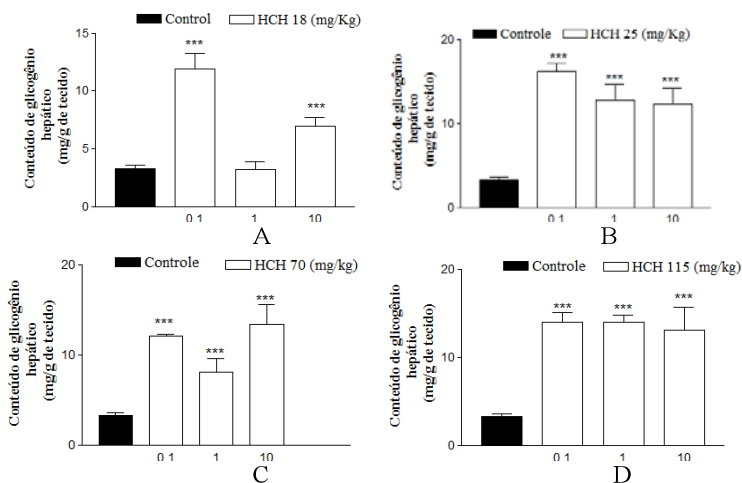 Control HCH 18 (mg/Kg)
Conteúdo de glicogênio
hepático
(mg/g de tecido)
15
10
5
0
***
***
0.1 1 10
A
Controle HCH 25 (mg/Kg)
Conteúdo de glicogênio
hepático
(mg/g de tecido)
20
10
0
***
***
***
0.1 1 10
B
Controle HCH 70 (mg/kg)
Conteúdo de glicogênio
hepático
(mg/g de tecido)
20
10
0
***
***
***
0.1 1 10
C
Controle HCH 115 (mg/kg)
Conteúdo de glicogênio
hepático
(mg/g de tecido)
20
10
0
***
***
***
0.1 1 10
D